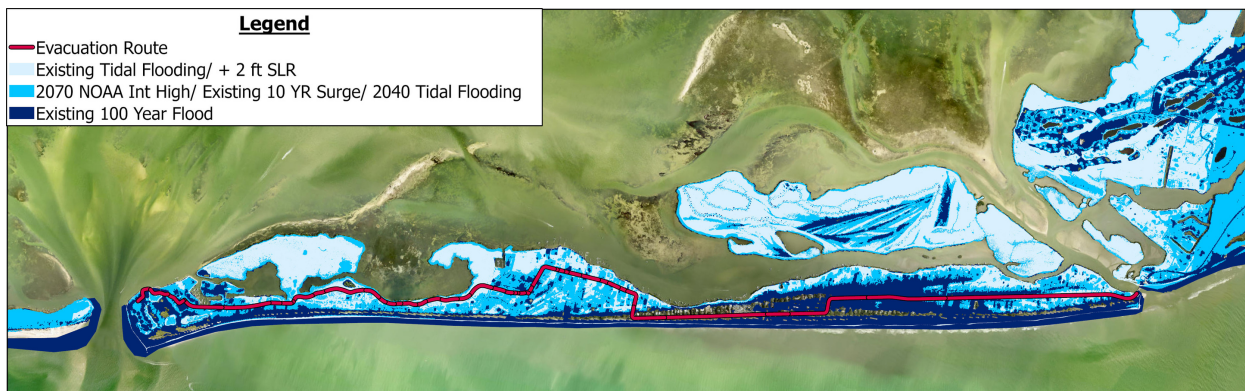 Legend
Evacuation Route
Existing Tidal Flooding/ + 2 ft SLR
2070 NOAA Int High/ Existing 10 YR Surge/ 2040 Tidal Flooding
Existing 100 Year Flood